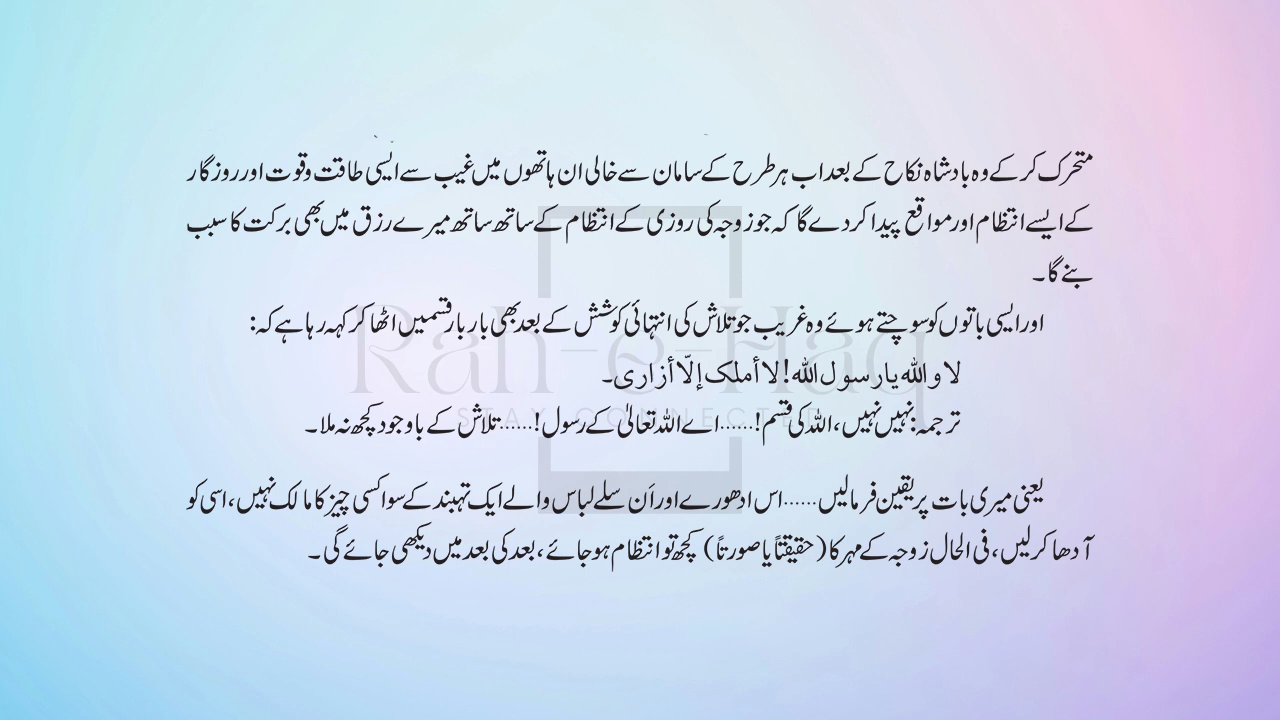 متحرک کر کے وہ بادشاہ نکاح کے بعد اب ہر طرح کے سامان سے خالی ان ہاتھوں میں غیب سے ایسی طاقت وقوت اور روزگار
کے ایسے انتظام اور مواقع پیدا کر دے گا کہ جو زوجہ کی روزی کے انتظام کے ساتھ ساتھ میرے رزق میں بھی برکت کا سبب
بنے گا۔
اور ایسی باتوں کو سوچتے ہوئے وہ غریب جو تلاش کی انتہائی کوشش کے بعد بھی بار بار قسمیں اٹھا کر کہہ رہا ہے کہ:
لا و اللہ یا رسول اللہ! لا أملک إلّا أزاری۔
ترجمہ: نہیں نہیں، اللہ کی قسم!......اے اللہ تعالیٰ کے رسول!......تلاش کے باوجود کچھ نہ ملا۔
یعنی میری بات پر یقین فرمالیں......اس ادھورے اور اَن سلے لباس والے ایک تہبند کے سوا کسی چیز کا مالک نہیں، اسی کو
آدھا کرلیں، فی الحال زوجہ کے مہر کا (حقیقتاً یا صورتاً) کچھ تو انتظام ہو جائے، بعد کی بعد میں دیکھی جائے گی۔
Rah-e-Haq
STAY CONNECTED